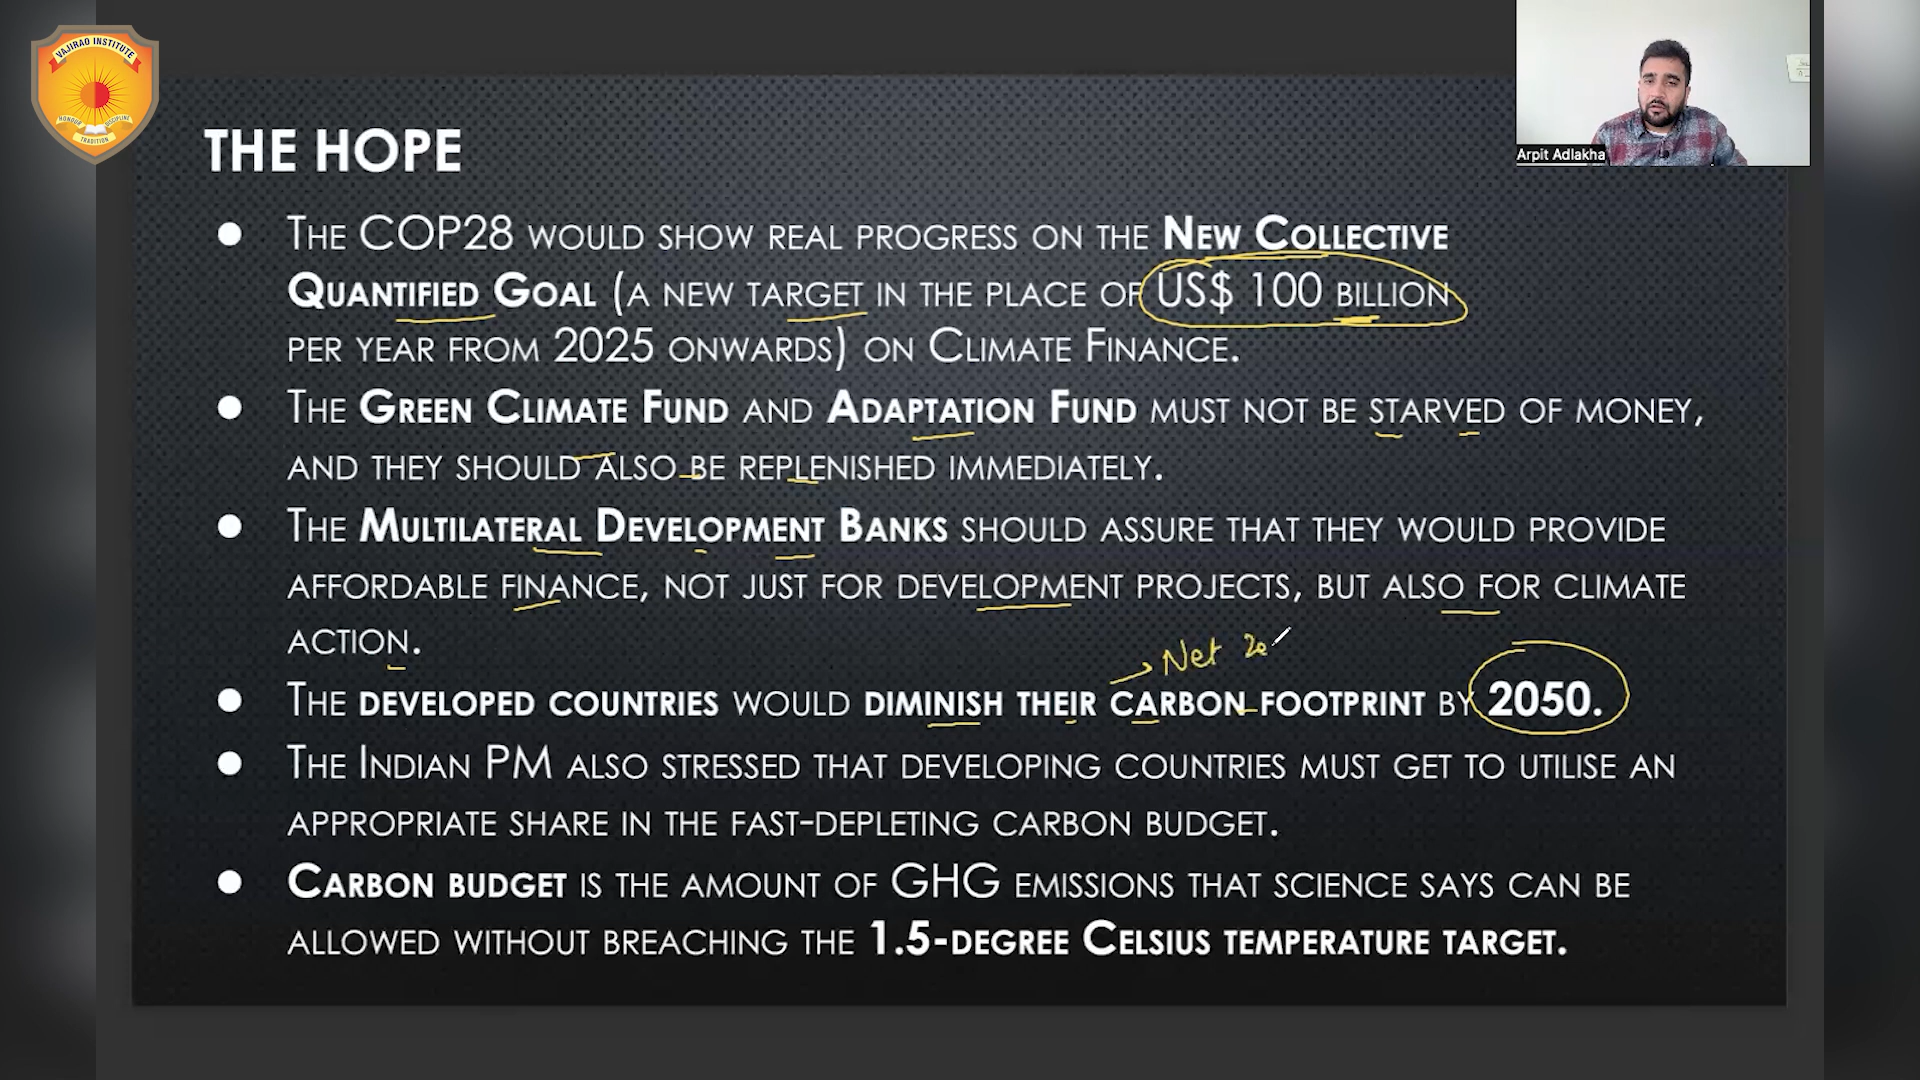 VAJIRAO INSTITUTE
HONOUR DISCIPLINE
TRADITION
Arpit Adlakha
THE HOPE
THE COP28 WOULD SHOW REAL PROGRESS ON THE NEW COLLECTIVE
QUANTIFIED GOAL (A NEW TARGET IN THE PLACE OF US$ 100 BILLION
PER YEAR FROM 2025 ONWARDS) ON CLIMATE FINANCE.
THE GREEN CLIMATE FUND AND ADAPTATION FUND MUST NOT BE STARVED OF MONEY,
AND THEY SHOULD ALSO BE REPLENISHED IMMEDIATELY.
THE MULTILATERAL DEVELOPMENT BANKS SHOULD ASSURE THAT THEY WOULD PROVIDE
AFFORDABLE FINANCE, NOT JUST FOR DEVELOPMENT PROJECTS, BUT ALSO FOR CLIMATE
ACTION.
Net ze
THE DEVELOPED COUNTRIES WOULD DIMINISH THEIR CARBON FOOTPRINT BY 2050.
THE INDIAN PM ALSO STRESSED THAT DEVELOPING COUNTRIES MUST GET TO UTILISE AN
APPROPRIATE SHARE IN THE FAST-DEPLETING CARBON BUDGET.
CARBON BUDGET IS THE AMOUNT OF GHG EMISSIONS THAT SCIENCE SAYS CAN BE
ALLOWED WITHOUT BREACHING THE 1.5-DEGREE CELSIUS TEMPERATURE TARGET.